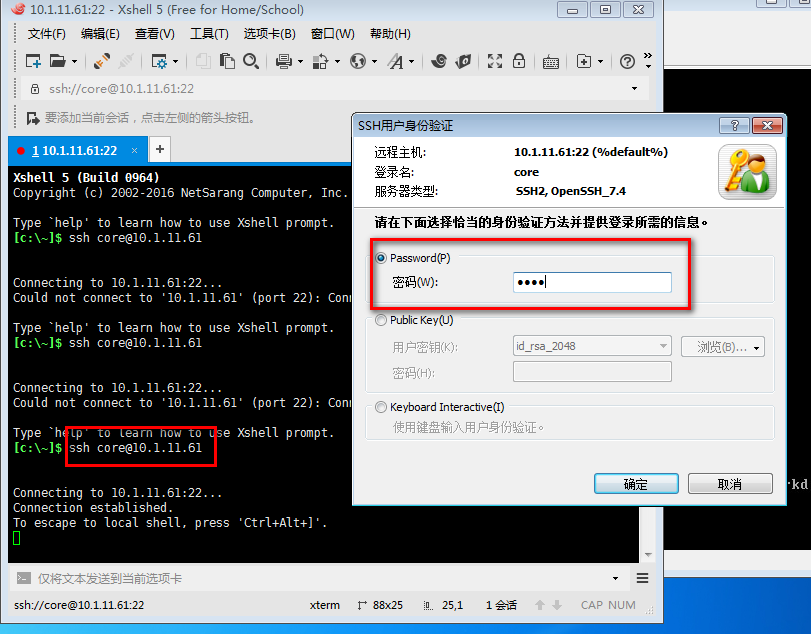 10.1.11.61:22 - Xshell 5 (Free for Home/School)
文件(F) 编辑(E) 查看(V) 工具(T) 选项卡(B) 窗口(W) 帮助(H)
ssh://core@10.1.11.61:22
要添加当前会话，点击左侧的箭头按钮。
1 10.1.11.61:22 × +
Xshell 5 (Build 0964)
Copyright (c) 2002-2016 NetSarang Computer, Inc.
Type `help' to learn how to use Xshell prompt.
[c:\~]$ ssh core@10.1.11.61
Connecting to 10.1.11.61:22...
Could not connect to '10.1.11.61' (port 22): Conn
Type `help' to learn how to use Xshell prompt.
[c:\~]$ ssh core@10.1.11.61
Connecting to 10.1.11.61:22...
Could not connect to '10.1.11.61' (port 22): Conn
Type `help' to learn how to use Xshell prompt.
[c:\~]$ ssh core@10.1.11.61
Connecting to 10.1.11.61:22...
Connection established.
To escape to local shell, press 'Ctrl+Alt+]'.
仅将文本发送到当前选项卡
ssh://core@10.1.11.61:22 xterm 88x25 25,1 1 会话 CAP NUM
SSH用户身份验证
远程主机: 10.1.11.61:22 (%default%)
登录名: core
服务器类型: SSH2, OpenSSH_7.4
请在下面选择恰当的身份验证方法并提供登录所需的信息。
Password(P)
密码(W): ●●●●
Public Key(U)
用户密钥(K): id_rsa_2048 浏览(B)...
密码(H):
Keyboard Interactive(I)
使用键盘输入用户身份验证。
确定 取消
rkd